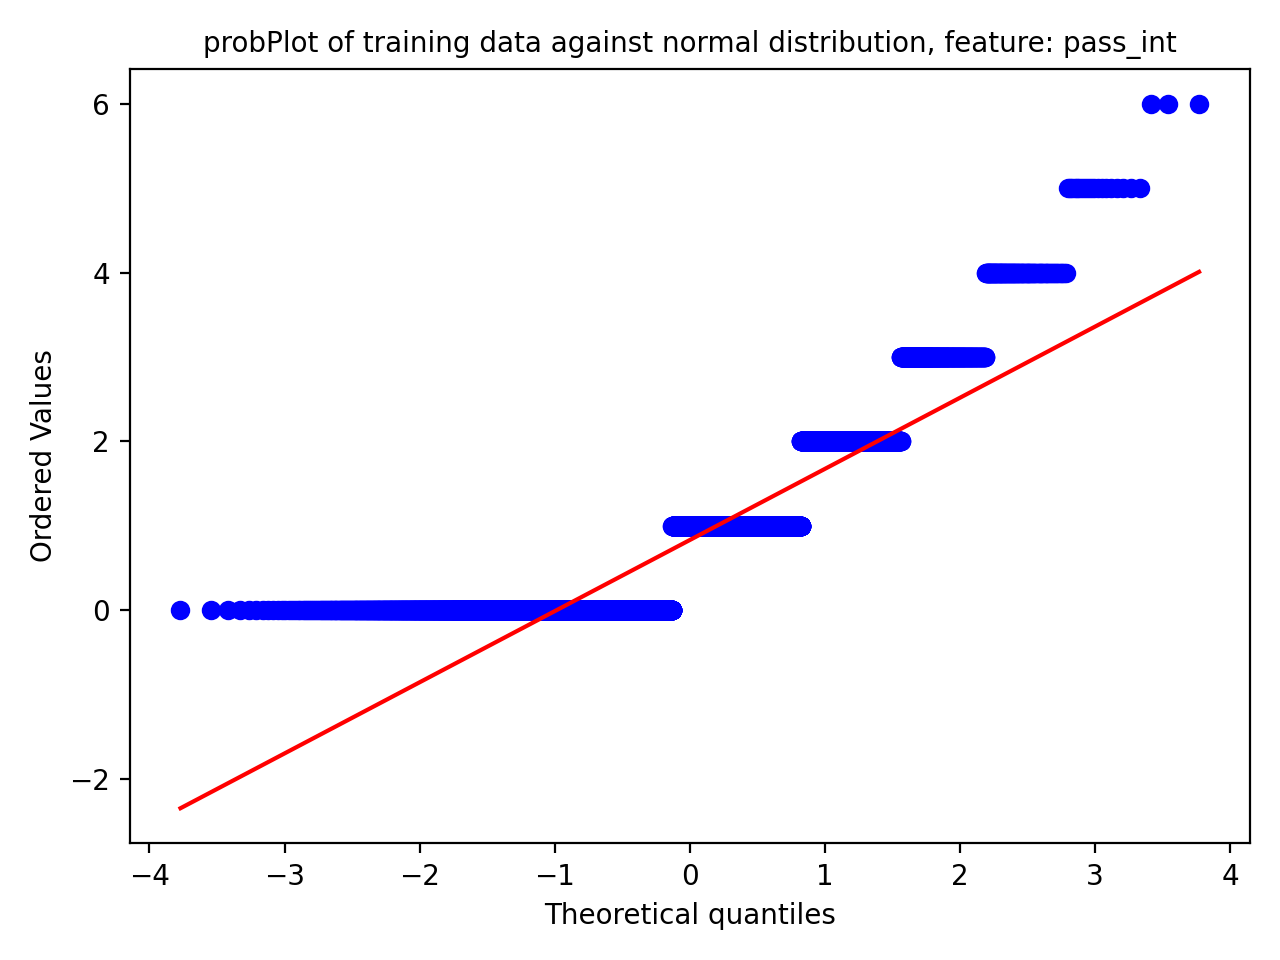 probPlot of training data against normal distribution, feature: pass_int
6
4
2
0
−2
Ordered Values
−4 −3 −2 −1 0 1 2 3 4
Theoretical quantiles